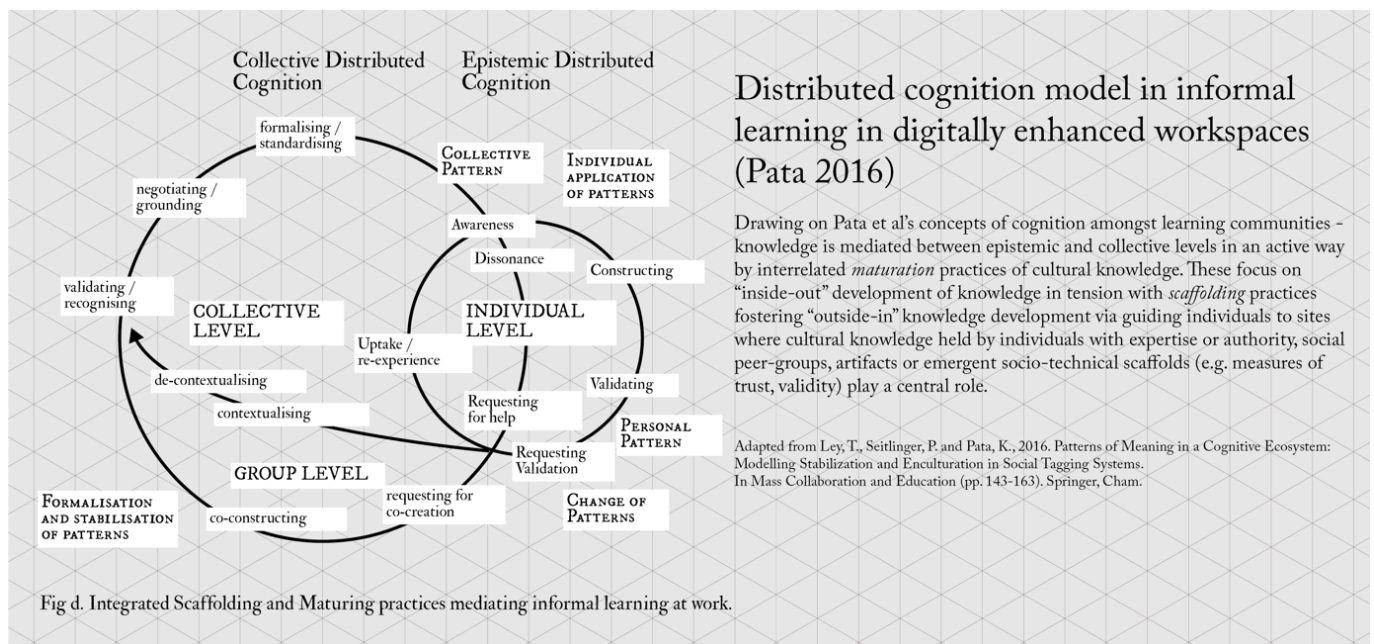 Collective Distributed
Cognition
Epistemic Distributed
Cognition
formalising /
standardising
COLLECTIVE
PATTERN
INDIVIDUAL
APPLICATION
OF PATTERNS
negotiating /
grounding
Awareness
Dissonance
Constructing
validating /
recognising
COLLECTIVE
LEVEL
INDIVIDUAL
LEVEL
Uptake /
re-experience
de-contextualising
Validating
contextualising
Requesting
for help
PERSONAL
PATTERN
Requesting
Validation
GROUP LEVEL
requesting for
co-creation
CHANGE OF
PATTERNS
FORMALISATION
AND STABILISATION
OF PATTERNS
co-constructing
Fig d. Integrated Scaffolding and Maturing practices mediating informal learning at work.
Distributed cognition model in informal
learning in digitally enhanced workspaces
(Pata 2016)
Drawing on Pata et al's concepts of cognition amongst learning communities -
knowledge is mediated between epistemic and collective levels in an active way
by interrelated maturation practices of cultural knowledge. These focus on
“inside-out” development of knowledge in tension with scaffolding practices
fostering “outside-in” knowledge development via guiding individuals to sites
where cultural knowledge held by individuals with expertise or authority, social
peer-groups, artifacts or emergent socio-technical scaffolds (e.g. measures of
trust, validity) play a central role.
Adapted from Ley, T., Seitlinger, P. and Pata, K., 2016. Patterns of Meaning in a Cognitive Ecosystem:
Modelling Stabilization and Enculturation in Social Tagging Systems.
In Mass Collaboration and Education (pp. 143-163). Springer, Cham.